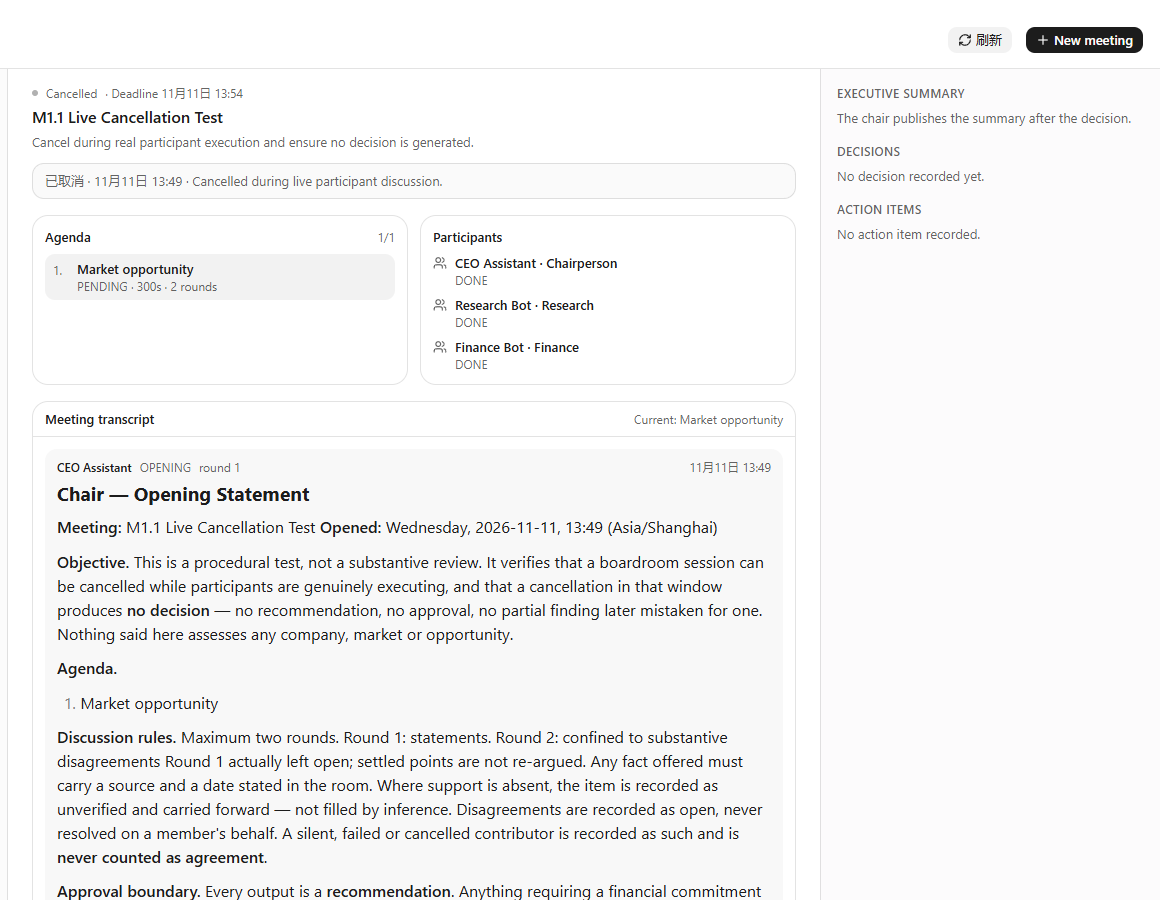 刷新
New meeting
Cancelled · Deadline 11月11日 13:54
M1.1 Live Cancellation Test
Cancel during real participant execution and ensure no decision is generated.
已取消 · 11月11日 13:49 · Cancelled during live participant discussion.
Agenda 1/1
1. Market opportunity
PENDING · 300s · 2 rounds
Participants
CEO Assistant · Chairperson
DONE
Research Bot · Research
DONE
Finance Bot · Finance
DONE
Meeting transcript Current: Market opportunity
CEO Assistant OPENING round 1 11月11日 13:49
Chair — Opening Statement
Meeting: M1.1 Live Cancellation Test Opened: Wednesday, 2026-11-11, 13:49 (Asia/Shanghai)
Objective. This is a procedural test, not a substantive review. It verifies that a boardroom session can
be cancelled while participants are genuinely executing, and that a cancellation in that window
produces no decision — no recommendation, no approval, no partial finding later mistaken for one.
Nothing said here assesses any company, market or opportunity.
Agenda.
1. Market opportunity
Discussion rules. Maximum two rounds. Round 1: statements. Round 2: confined to substantive
disagreements Round 1 actually left open; settled points are not re-argued. Any fact offered must
carry a source and a date stated in the room. Where support is absent, the item is recorded as
unverified and carried forward — not filled by inference. Disagreements are recorded as open, never
resolved on a member's behalf. A silent, failed or cancelled contributor is recorded as such and is
never counted as agreement.
Approval boundary. Every output is a recommendation. Anything requiring a financial commitment
EXECUTIVE SUMMARY
The chair publishes the summary after the decision.
DECISIONS
No decision recorded yet.
ACTION ITEMS
No action item recorded.